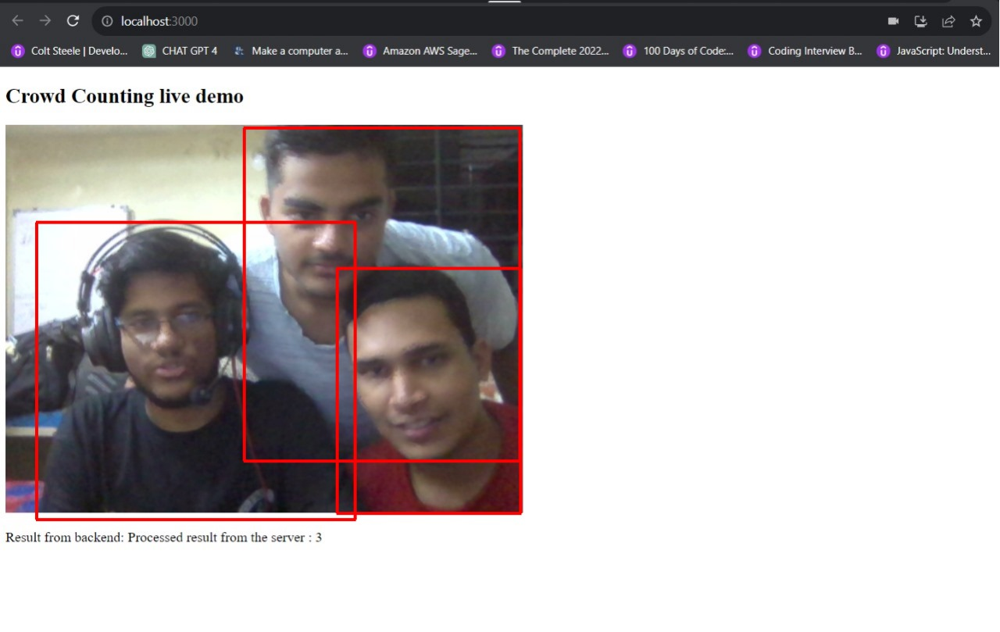 localhost:3000
Colt Steele | Develo... CHAT GPT 4 Make a computer a... Amazon AWS Sage... The Complete 2022... 100 Days of Code:... Coding Interview B... JavaScript: Underst...
Crowd Counting live demo
Result from backend: Processed result from the server : 3